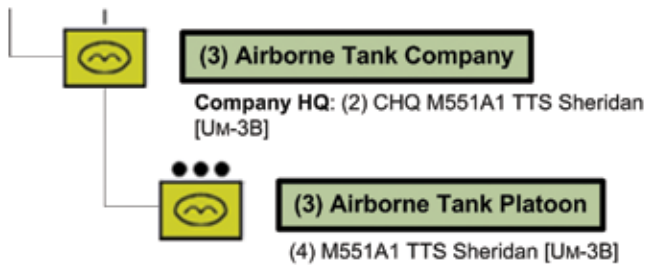 (3) Airborne Tank Company
Company HQ: (2) CHQ M551A1 TTS Sheridan
[UM-3B]
(3) Airborne Tank Platoon
(4) M551A1 TTS Sheridan [UM-3B]